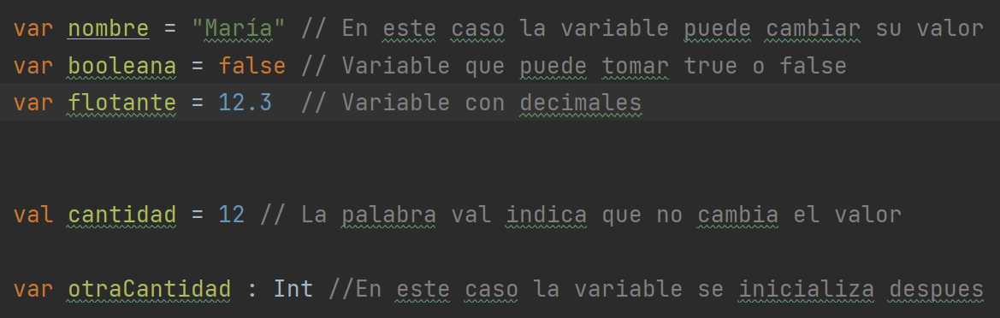 var nombre = "María" // En este caso la variable puede cambiar su valor
var booleana = false // Variable que puede tomar true o false
var flotante = 12.3  // Variable con decimales
val cantidad = 12 // La palabra val indica que no cambia el valor
var otraCantidad : Int //En este caso la variable se inicializa despues